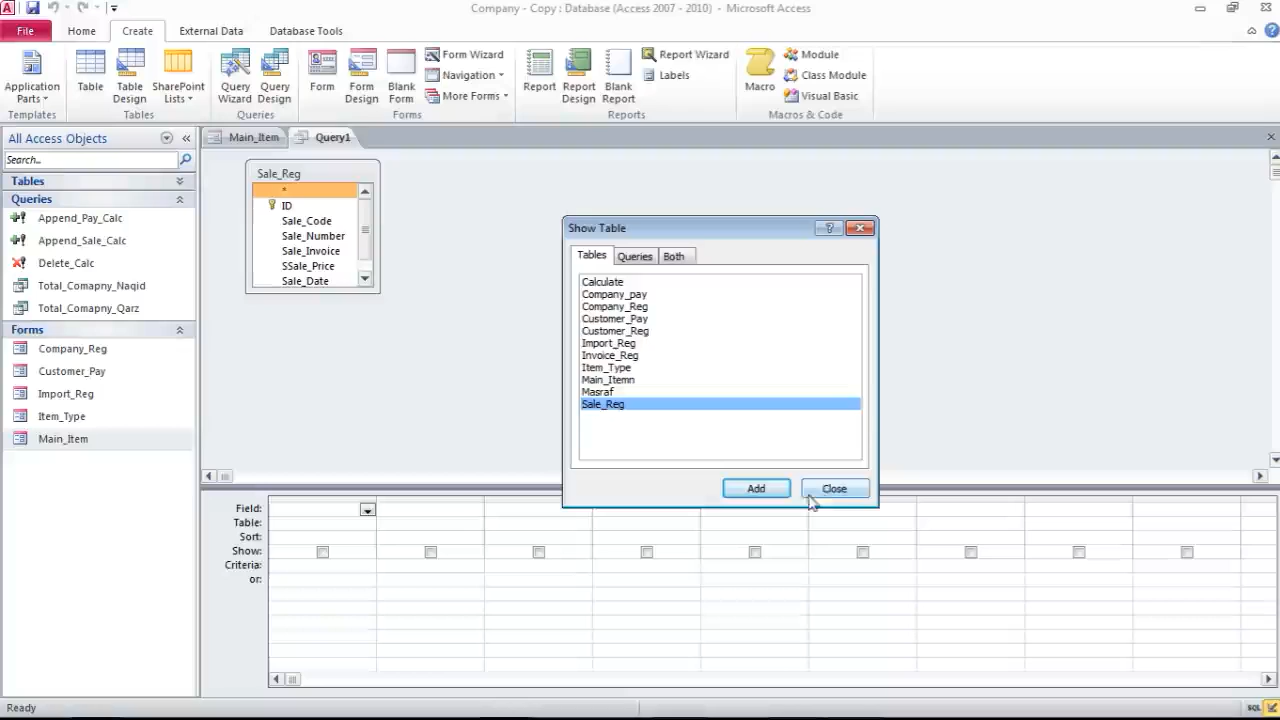 Company - Copy : Database (Access 2007 - 2010) - Microsoft Access
File Home Create External Data Database Tools
Application Parts
Table
Table Design
SharePoint Lists
Query Wizard
Query Design
Form
Form Design
Blank Form
Form Wizard
Navigation
More Forms
Report
Report Design
Blank Report
Report Wizard
Labels
Macro
Module
Class Module
Visual Basic
Templates Tables Queries Forms Reports Macros & Code
All Access Objects
Search...
Tables
Queries
Append_Pay_Calc
Append_Sale_Calc
Delete_Calc
Total_Comapny_Naqid
Total_Comapny_Qarz
Forms
Company_Reg
Customer_Pay
Import_Reg
Item_Type
Main_Item
Main_Item Query1
Sale_Reg
*
ID
Sale_Code
Sale_Number
Sale_Invoice
SSale_Price
Sale_Date
Show Table
Tables Queries Both
Calculate
Company_pay
Company_Reg
Customer_Pay
Customer_Reg
Import_Reg
Invoice_Reg
Item_Type
Main_Itemn
Masraf
Sale_Reg
Add Close
Field:
Table:
Sort:
Show:
Criteria:
or:
Ready
SQL